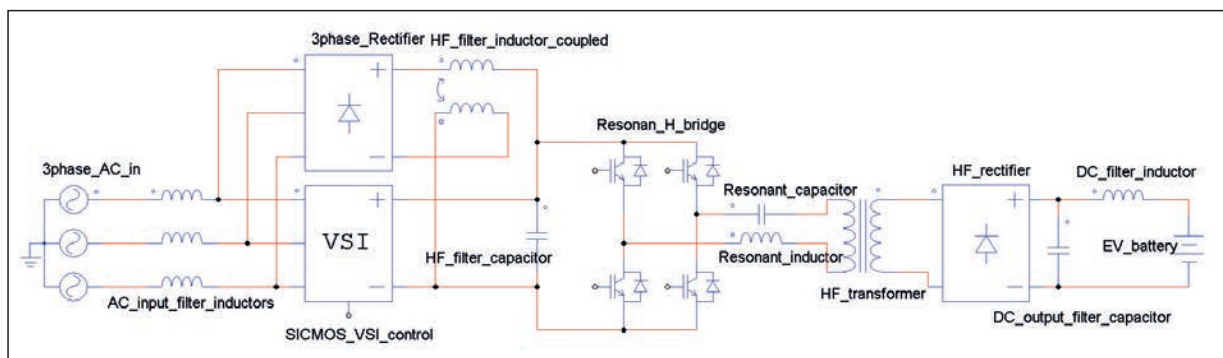 3phase_Rectifier
HF_filter_inductor_coupled
3phase_AC_in
AC_input_filter_inductors
VSI
SICMOS_VSI_control
HF_filter_capacitor
Resonan_H_bridge
Resonant_capacitor
Resonant_inductor
HF_transformer
HF_rectifier
DC_filter_inductor
EV_battery
DC_output_filter_capacitor